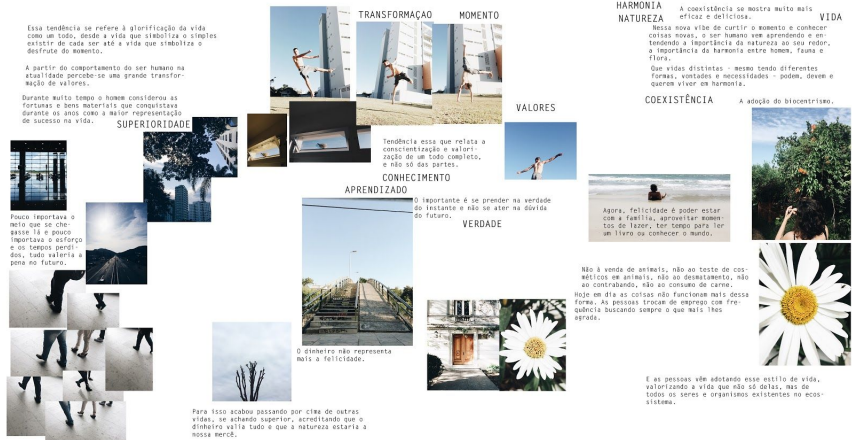 Essa tendência se refere à glorificação da vida
como um todo, desde a vida que simboliza o simples
existir de cada ser até a vida que simboliza o
desfrute do momento.
A partir do comportamento do ser humano na
atualidade percebe-se uma grande transfor-
mação de valores.
Durante muito tempo o homem considerou as
fortunas e bens materiais que conquistava
durante os anos como a maior representação
de sucesso na vida.
SUPERIORIDADE
Pouco importava o
meio que se che-
gasse lá e pouco
importava o esforço
e os tempos perdi-
dos, tudo valeria a
pena no futuro.
Para isso acabou passando por cima de outras
vidas, se achando superior, acreditando que o
dinheiro valia tudo e que a natureza estaria a
nossa mercê.
TRANSFORMAÇAO
MOMENTO
VALORES
Tendência essa que relata a
conscientização e valori-
zação de um todo completo,
e não só das partes.
CONHECIMENTO
APRENDIZADO
O importante é se prender na verdade
do instante e não se ater na dúvida
do futuro.
VERDADE
O dinheiro não representa
mais a felicidade.
HARMONIA
NATUREZA
A coexistência se mostra muito mais
eficaz e deliciosa.
VIDA
Nessa nova vibe de curtir o momento e conhecer
coisas novas, o ser humano vem aprendendo e en-
tendendo a importância da natureza ao seu redor,
a importância da harmonia entre homem, fauna e
flora.
Que vidas distintas - mesmo tendo diferentes
formas, vontades e necessidades - podem, devem e
querem viver em harmonia.
COEXISTÊNCIA
A adoção do biocentrismo.
Agora, felicidade é poder estar
com a família, aproveitar momen-
tos de lazer, ter tempo para ler
um livro ou conhecer o mundo.
Não à venda de animais, não ao teste de cos-
méticos em animais, não ao desmatamento, não
ao contrabando, não ao consumo de carne.
Hoje em dia as coisas não funcionam mais dessa
forma. As pessoas trocam de emprego com fre-
quência buscando sempre o que mais lhes
agrada.
E as pessoas vêm adotando esse estilo de vida,
valorizando a vida que não só delas, mas de
todos os seres e organismos existentes no ecos-
sistema.